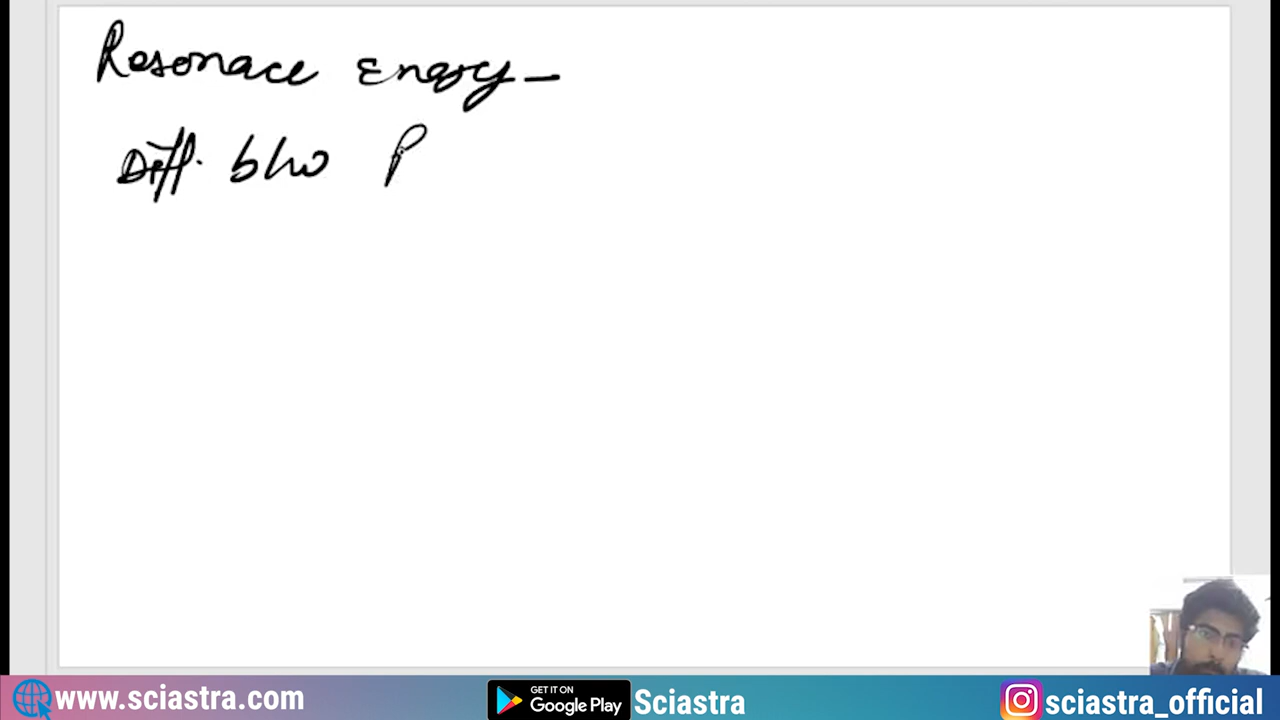 Resonace Energy -
Diff. b/w P
www.sciastra.com
GET IT ON
Google Play
Sciastra
sciastra_official